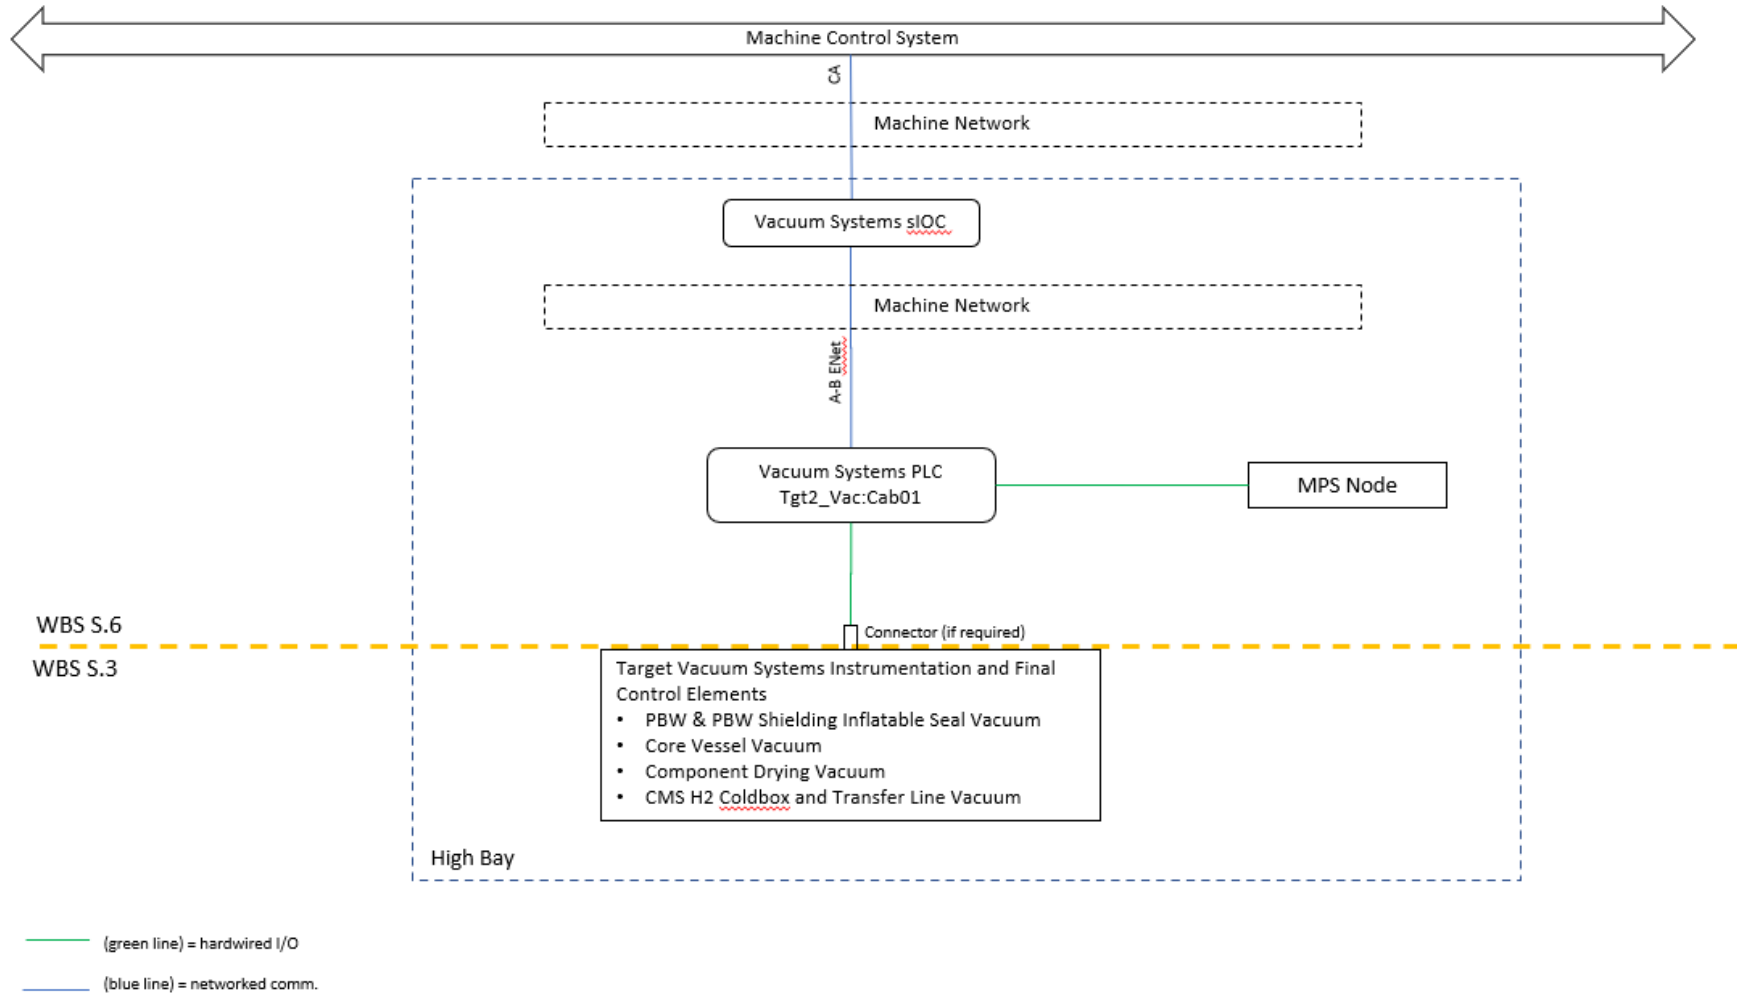 Machine Control System
CA
Machine Network
Vacuum Systems sIOC
Machine Network
A-B ENet
Vacuum Systems PLC
Tgt2_Vac:Cab01
MPS Node
WBS S.6
Connector (if required)
WBS S.3
Target Vacuum Systems Instrumentation and Final
Control Elements
• PBW & PBW Shielding Inflatable Seal Vacuum
• Core Vessel Vacuum
• Component Drying Vacuum
• CMS H2 Coldbox and Transfer Line Vacuum
High Bay
(green line) = hardwired I/O
(blue line) = networked comm.